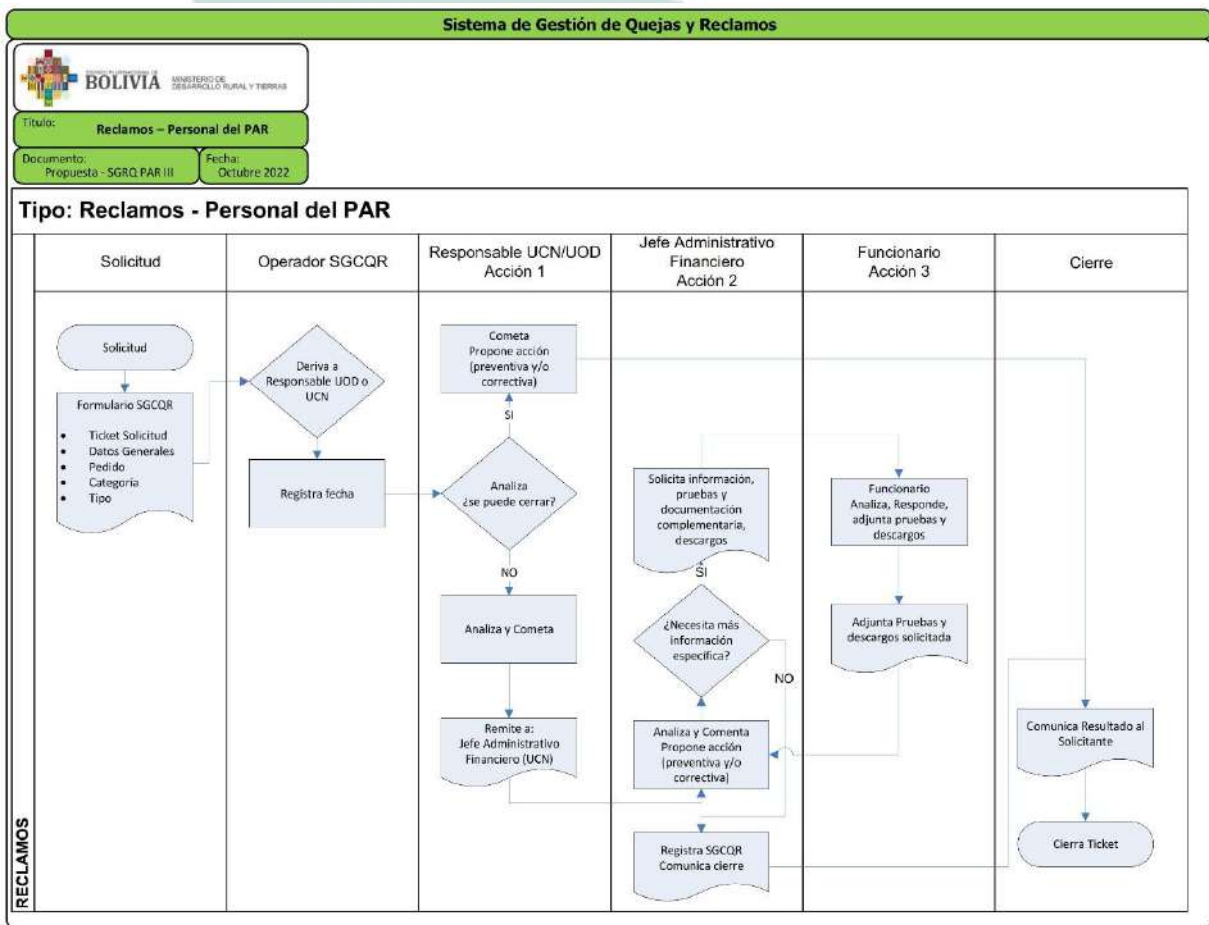 Sistema de Gestión de Quejas y Reclamos
ESTADO PLURINACIONAL DE
BOLIVIA
MINISTERIO DE
DESARROLLO RURAL Y TIERRAS
Titulo:
Reclamos – Personal del PAR
Documento:
Propuesta - SGRQ PAR III
Fecha:
Octubre 2022
Tipo: Reclamos - Personal del PAR
Solicitud
Operador SGCQR
Responsable UCN/UOD
Acción 1
Jefe Administrativo
Financiero
Acción 2
Funcionario
Acción 3
Cierre
RECLAMOS
Solicitud
Formulario SGCQR
• Ticket Solicitud
• Datos Generales
• Pedido
• Categoría
• Tipo
Deriva a
Responsable UOD o
UCN
Registra fecha
Cometa
Propone acción
(preventiva y/o
correctiva)
SI
Analiza
¿se puede cerrar?
NO
Analiza y Cometa
Remite a:
Jefe Administrativo
Financiero (UCN)
Solicita información,
pruebas y
documentación
complementaria,
descargos
SI
¿Necesita más
información
específica?
NO
Analiza y Comenta
Propone acción
(preventiva y/o
correctiva)
Registra SGCQR
Comunica cierre
Funcionario
Analiza, Responde,
adjunta pruebas y
descargos
Adjunta Pruebas y
descargos solicitada
Comunica Resultado al
Solicitante
Cierra Ticket